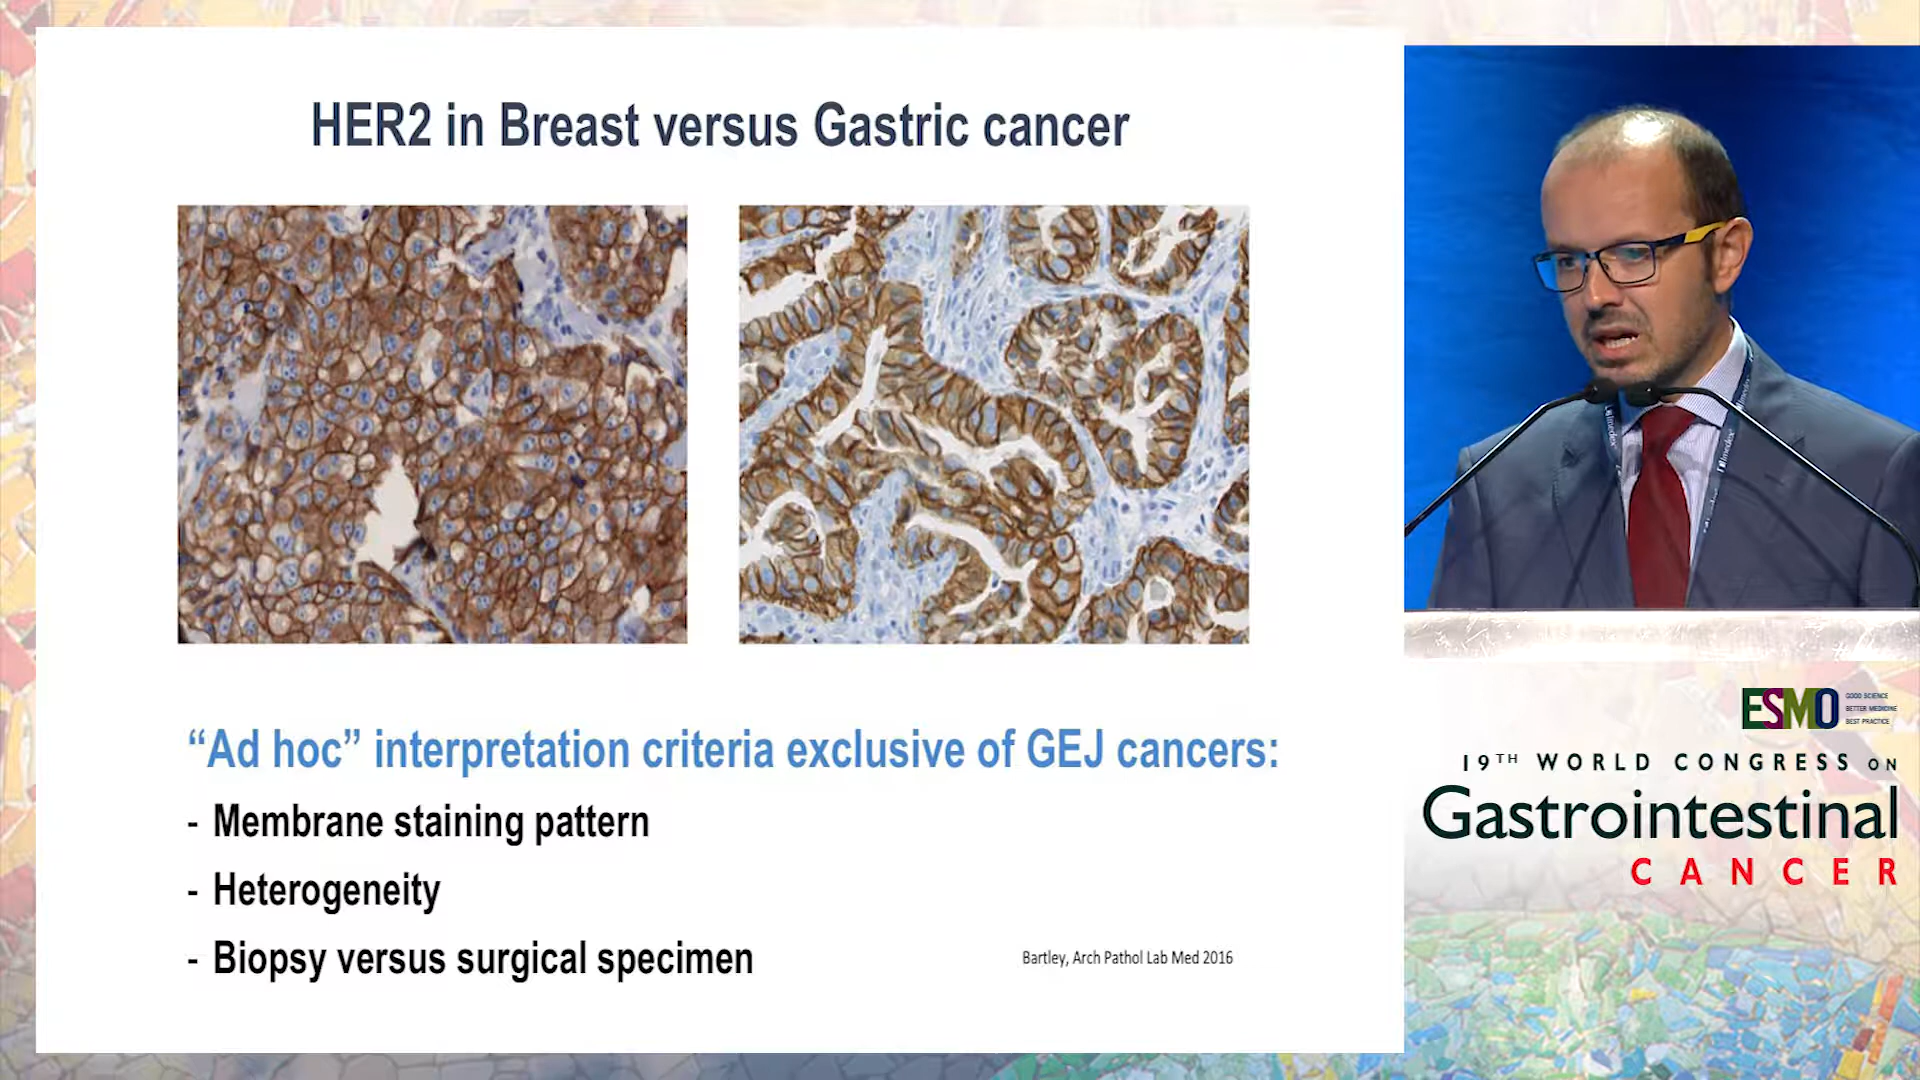 HER2 in Breast versus Gastric cancer
“Ad hoc” interpretation criteria exclusive of GEJ cancers:
- Membrane staining pattern
- Heterogeneity
- Biopsy versus surgical specimen
Bartley, Arch Pathol Lab Med 2016
imedex
imedex
ESMO
GOOD SCIENCE
BETTER MEDICINE
BEST PRACTICE
19TH WORLD CONGRESS ON
Gastrointestinal
CANCER